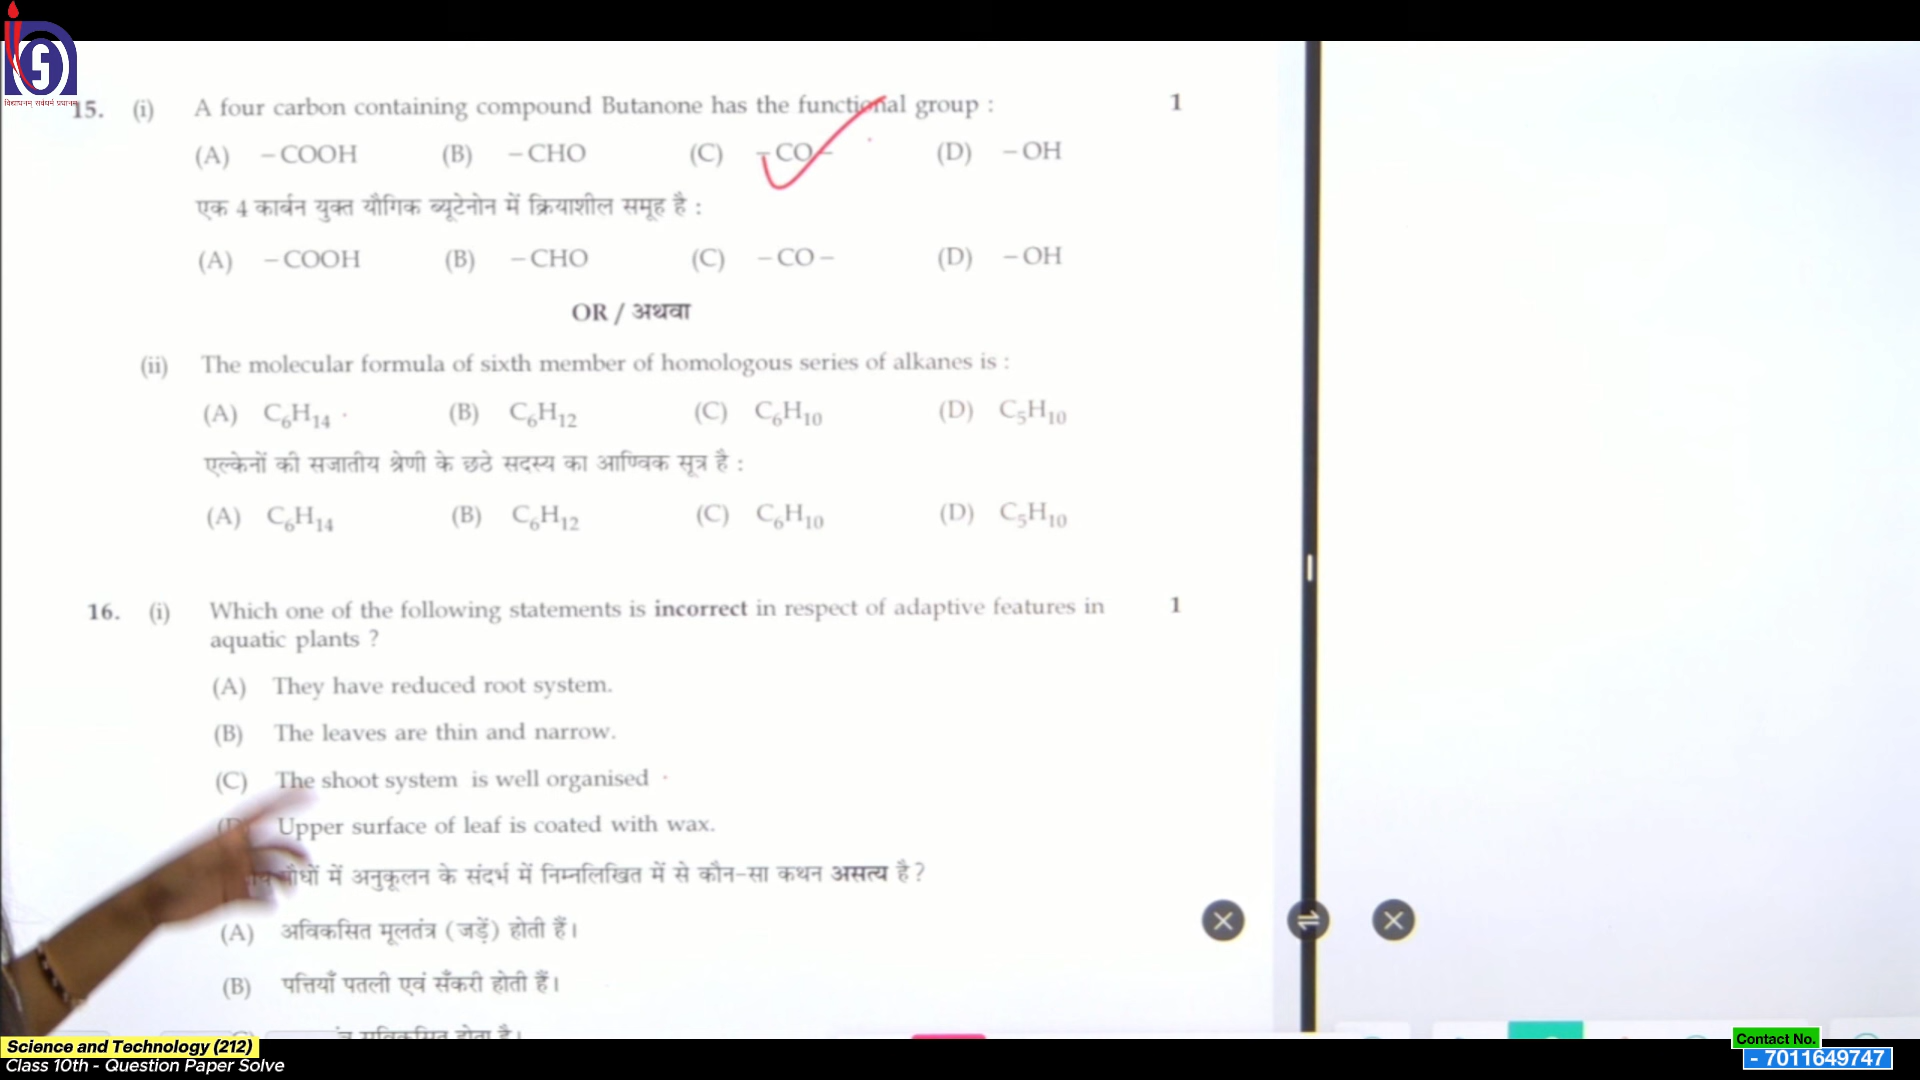 विद्याधनम् सर्वधनं प्रधानम्
15. (i) A four carbon containing compound Butanone has the functional group : 1
(A) – COOH (B) – CHO (C) – CO – (D) – OH
एक 4 कार्बन युक्त यौगिक ब्यूटेनोन में क्रियाशील समूह है :
(A) – COOH (B) – CHO (C) – CO – (D) – OH
OR / अथवा
(ii) The molecular formula of sixth member of homologous series of alkanes is :
(A) C6H14 (B) C6H12 (C) C6H10 (D) C5H10
एल्केनों की सजातीय श्रेणी के छठे सदस्य का आण्विक सूत्र है :
(A) C6H14 (B) C6H12 (C) C6H10 (D) C5H10
16. (i) Which one of the following statements is incorrect in respect of adaptive features in 1
aquatic plants ?
(A) They have reduced root system.
(B) The leaves are thin and narrow.
(C) The shoot system is well organised
Upper surface of leaf is coated with wax.
में अनुकूलन के संदर्भ में निम्नलिखित में से कौन-सा कथन असत्य है ?
(A) अविकसित मूलतंत्र (जड़ें) होती हैं।
(B) पत्तियाँ पतली एवं सँकरी होती हैं।
Science and Technology (212)
Class 10th - Question Paper Solve
Contact No.
- 7011649747